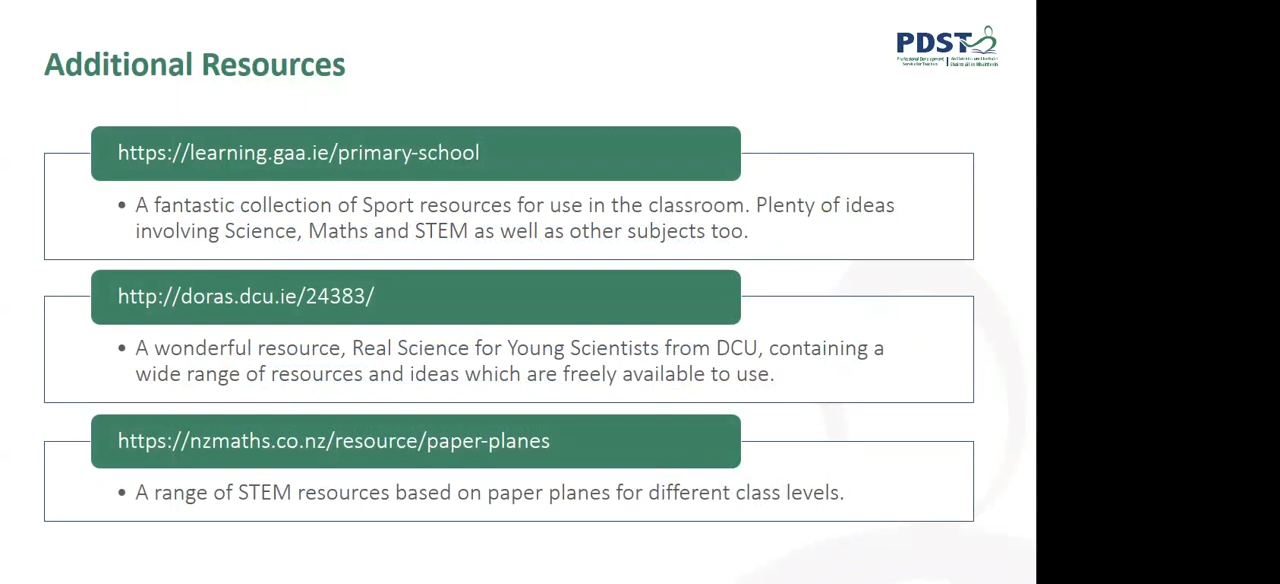 Additional Resources
PDST
https://learning.gaa.ie/primary-school
• A fantastic collection of Sport resources for use in the classroom. Plenty of ideas
involving Science, Maths and STEM as well as other subjects too.
http://doras.dcu.ie/24383/
• A wonderful resource, Real Science for Young Scientists from DCU, containing a
wide range of resources and ideas which are freely available to use.
https://nzmaths.co.nz/resource/paper-planes
• A range of STEM resources based on paper planes for different class levels.